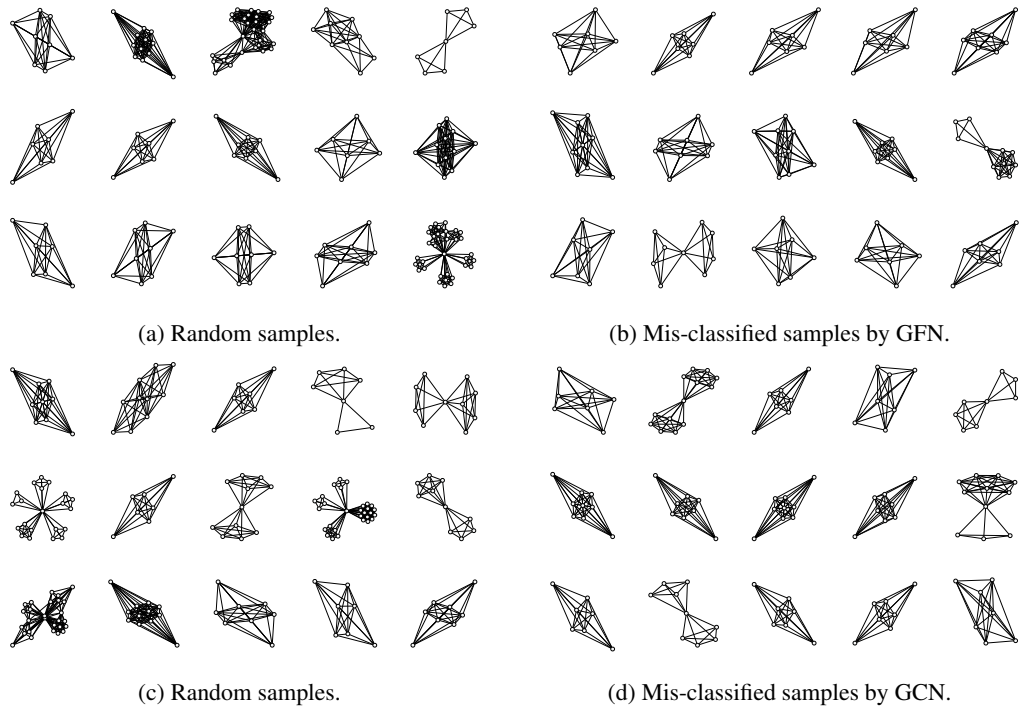 (a) Random samples.
(b) Mis-classified samples by GFN.
(c) Random samples.
(d) Mis-classified samples by GCN.